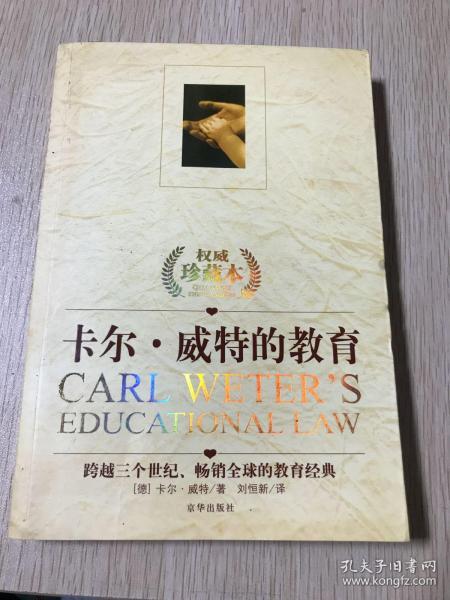 权威
珍藏本
卡尔·威特的教育
CARL WETER'S
EDUCATIONAL LAW
跨越三个世纪、畅销全球的教育经典
[德] 卡尔·威特/著 刘恒新/译
京华出版社
孔夫子旧书网
www.kongfz.com